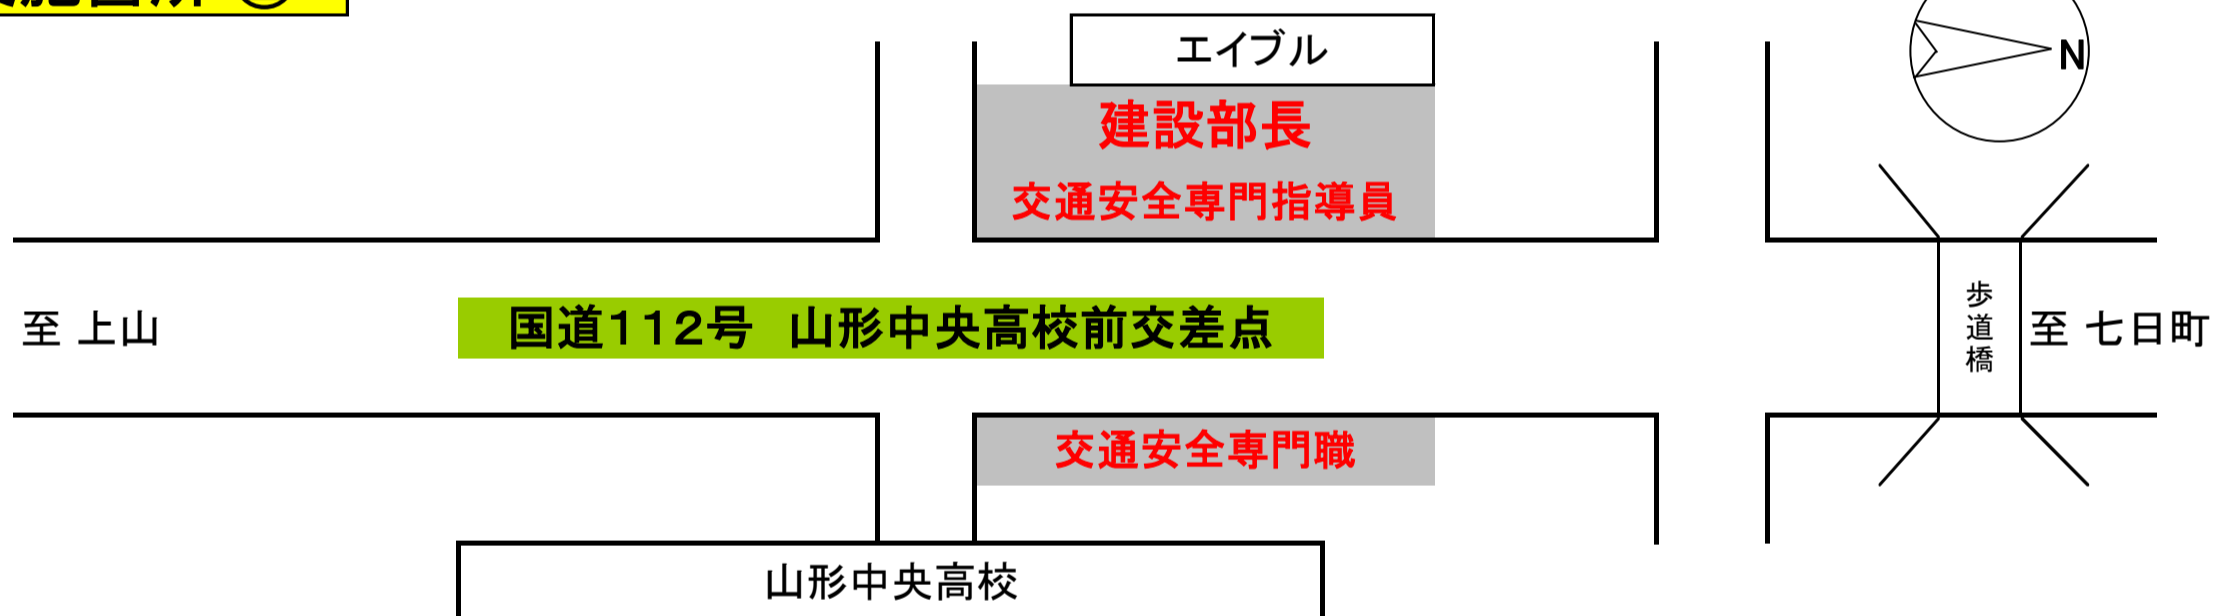 エイブル
N
建設部長
交通安全専門指導員
至 上山
国道112号　山形中央高校前交差点
歩道橋
至 七日町
交通安全専門職
山形中央高校